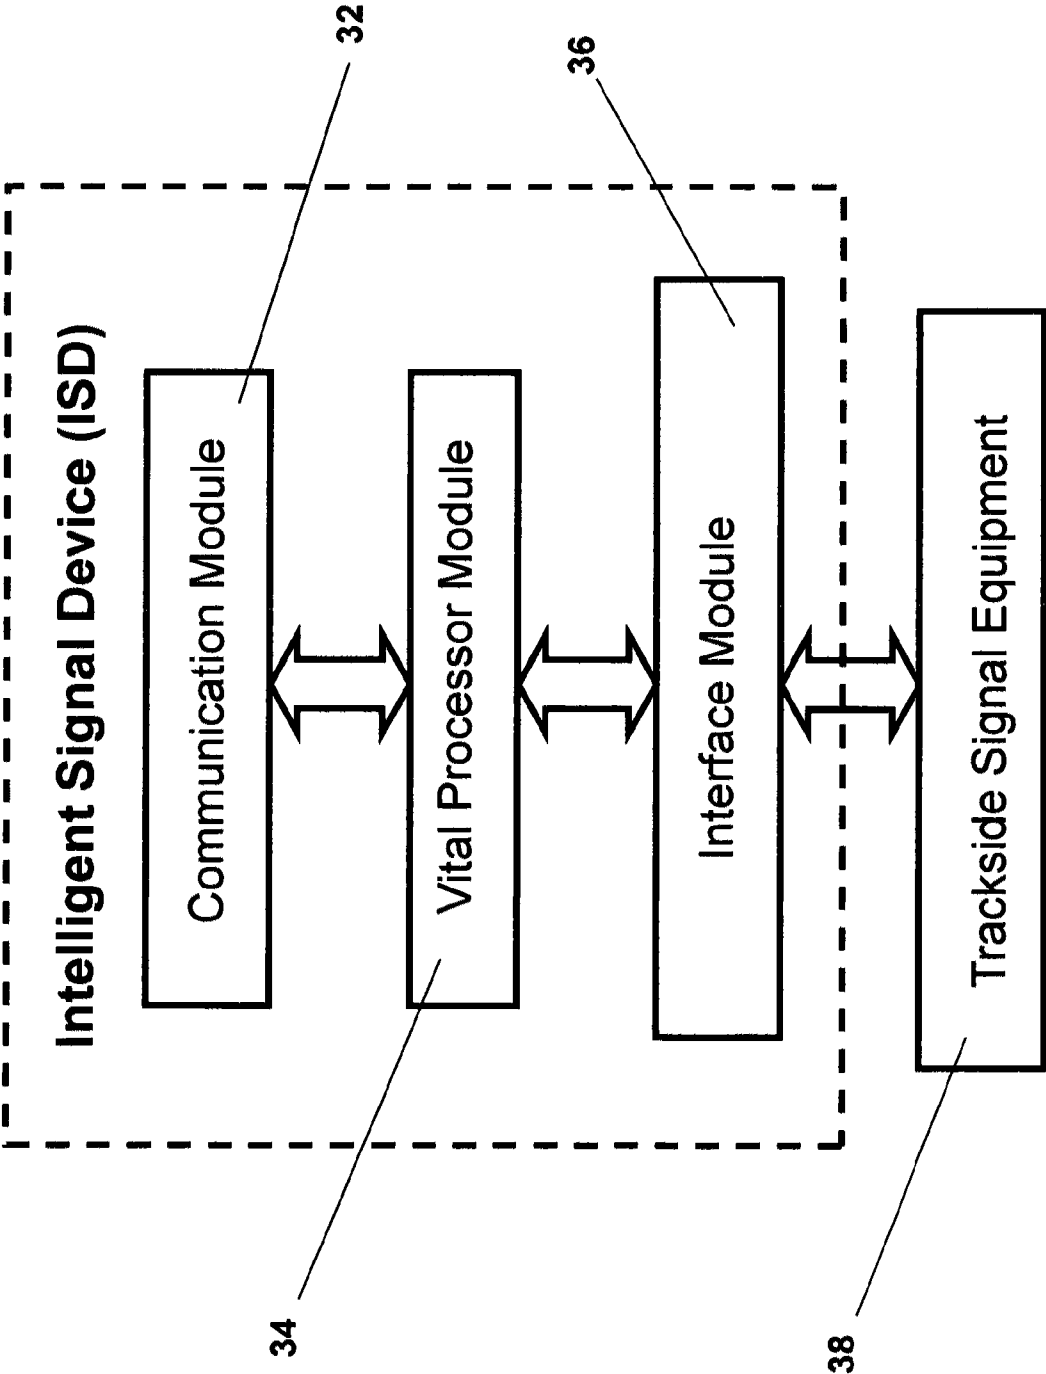 Intelligent Signal Device (ISD)
Communication Module
32
Vital Processor Module
34
Interface Module
36
Trackside Signal Equipment
38